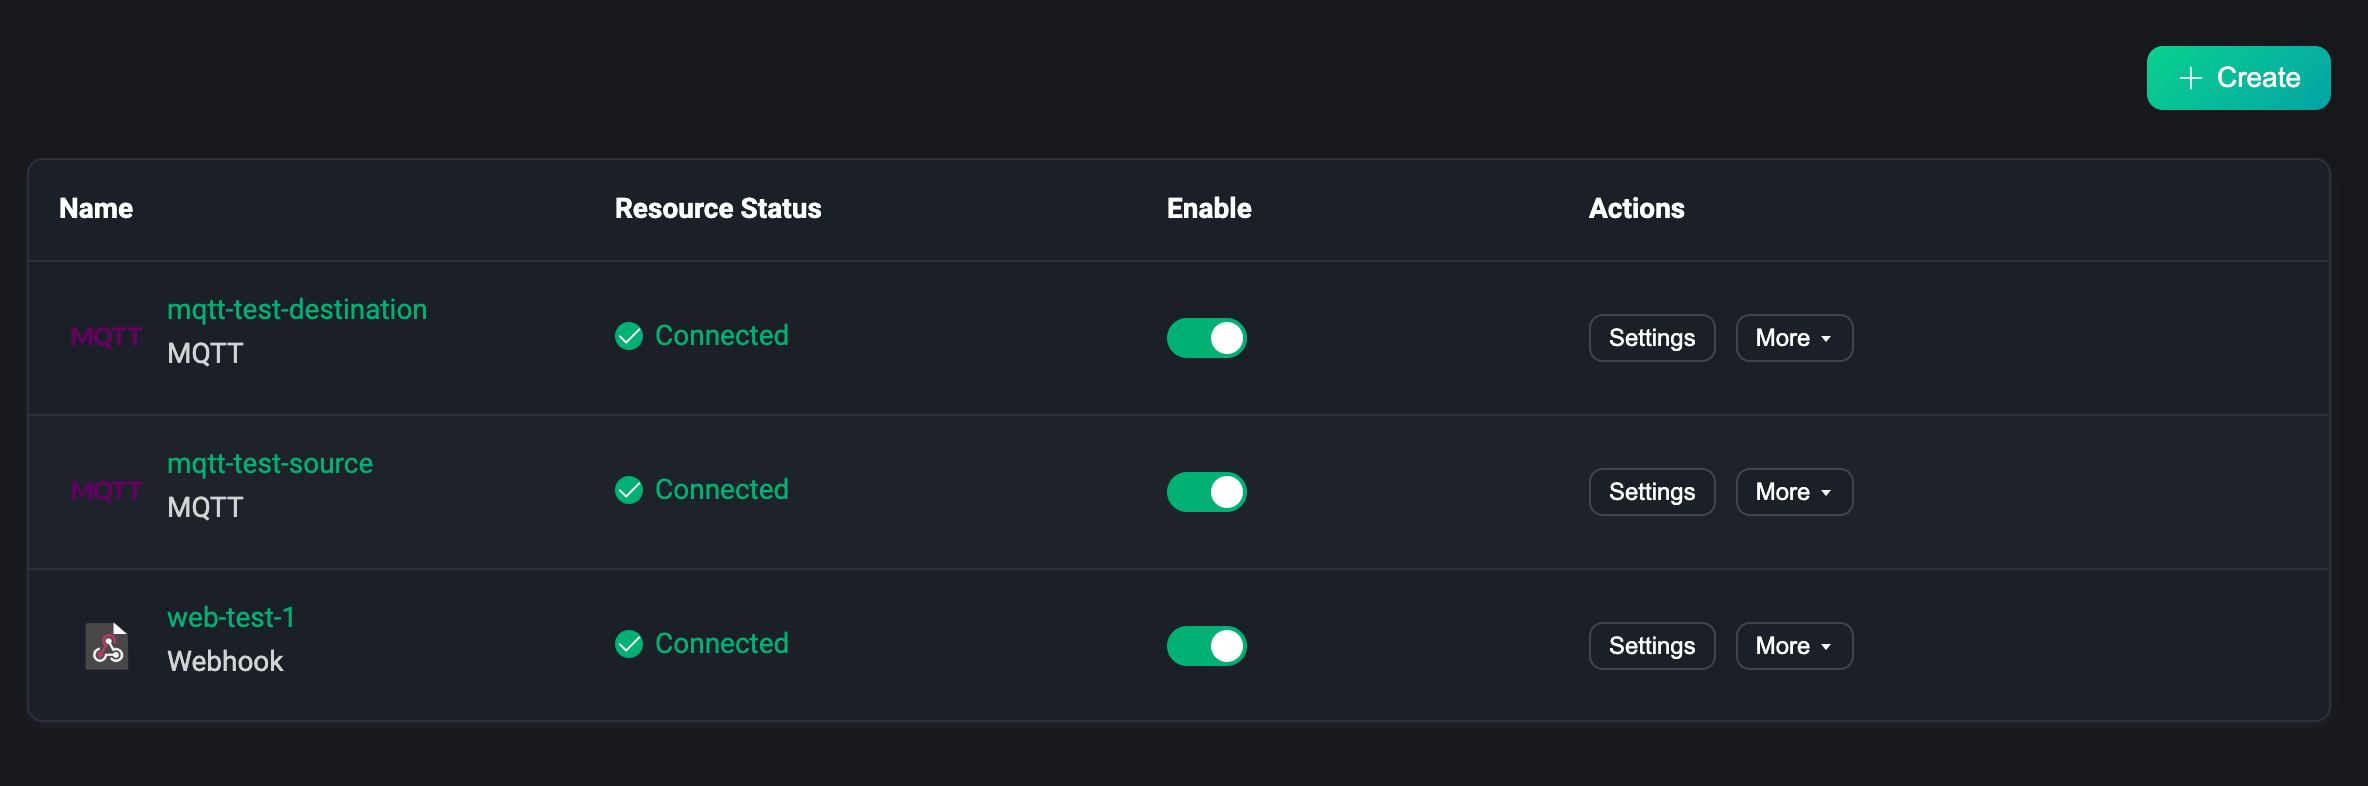 Create
Name Resource Status Enable Actions
mqtt-test-destination
MQTT MQTT Connected Settings More
mqtt-test-source
MQTT MQTT Connected Settings More
web-test-1
Webhook Connected Settings More